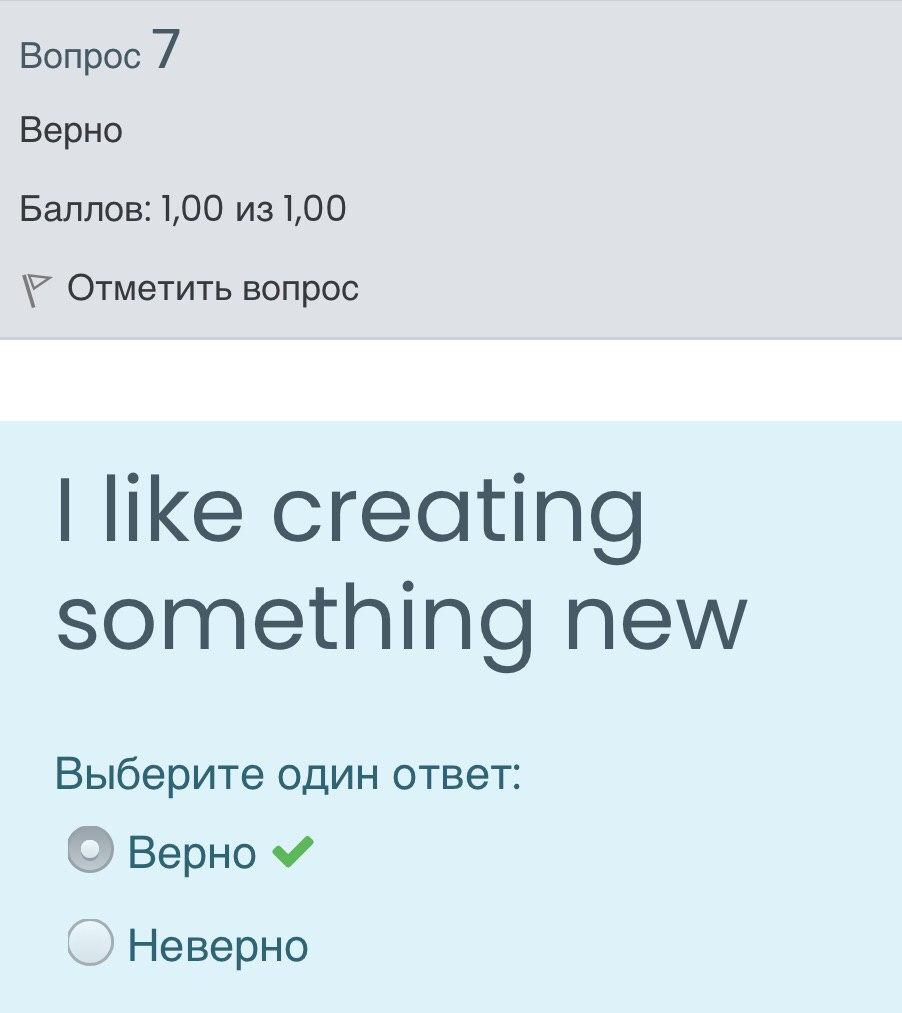 Вопрос 7
Верно
Баллов: 1,00 из 1,00
Отметить вопрос
I like creating
something new
Выберите один ответ:
Верно
Неверно